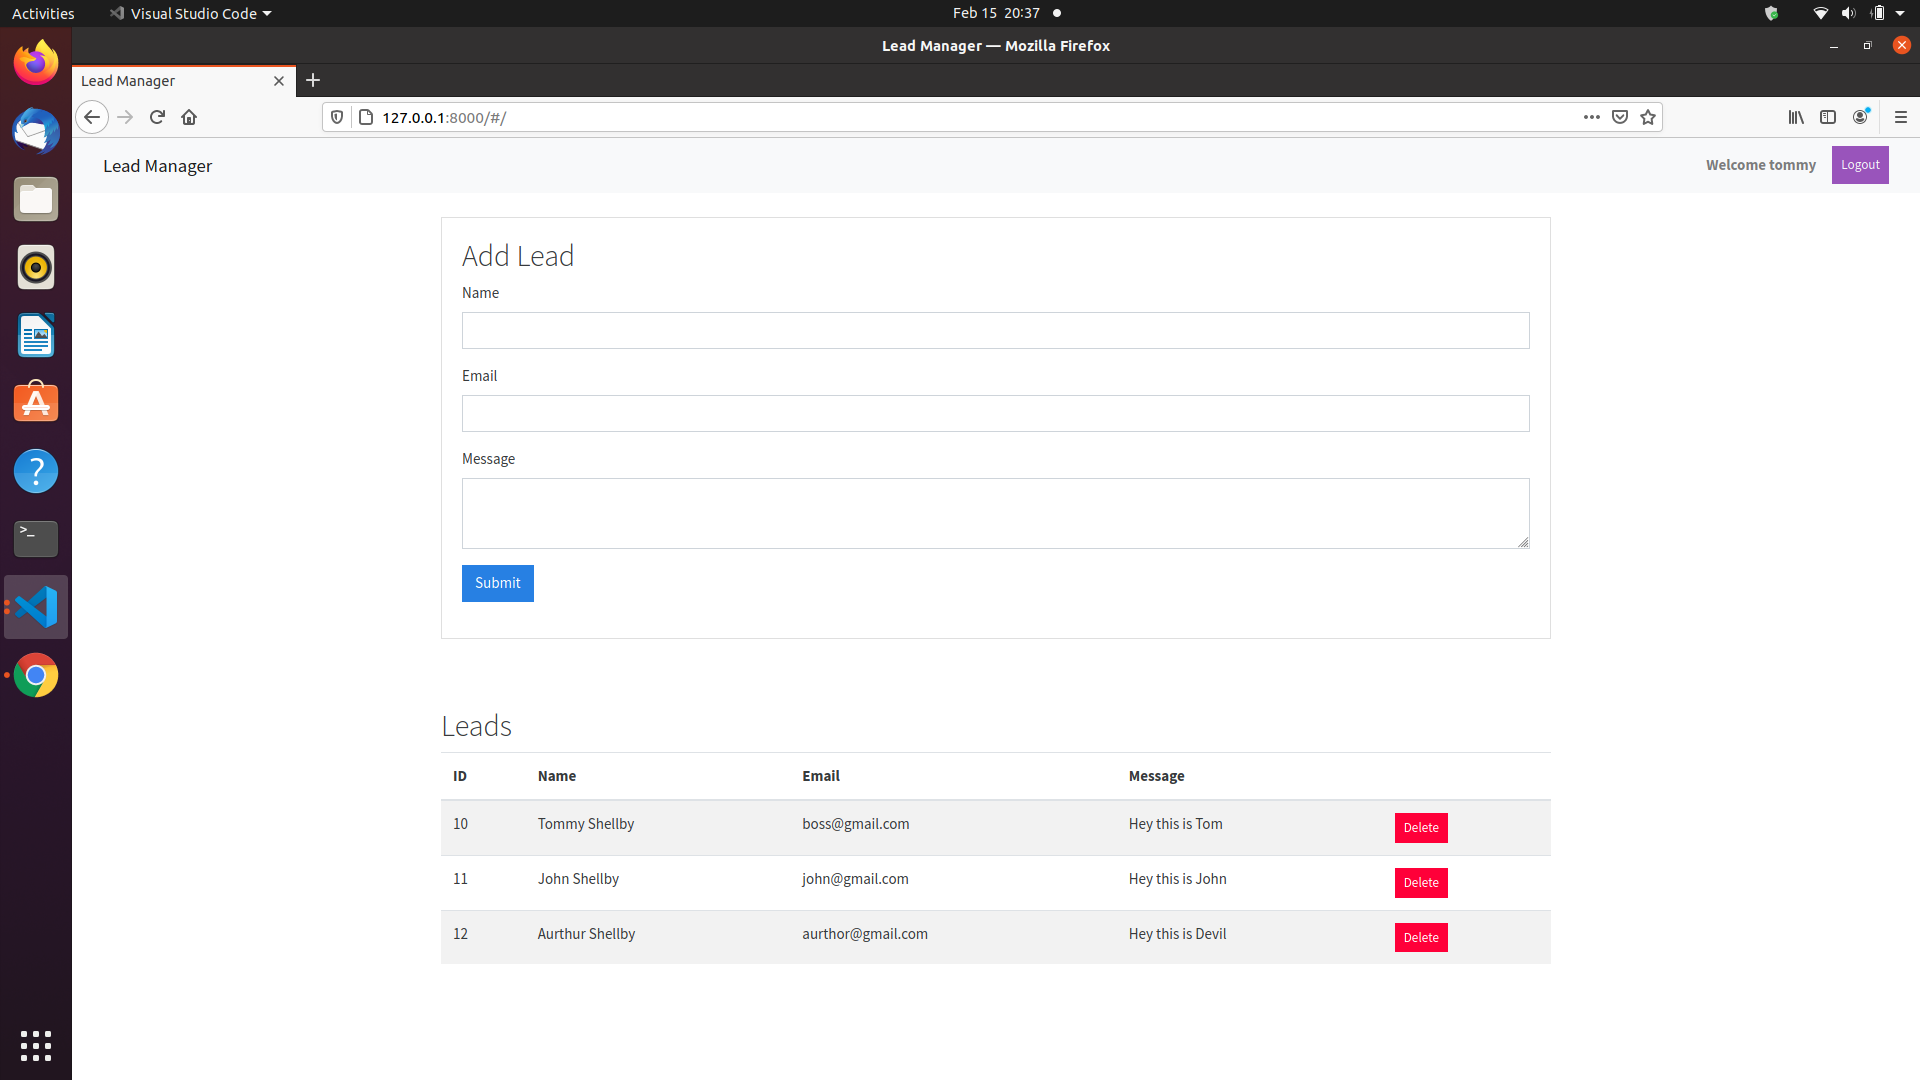 Activities Visual Studio Code Feb 15 20:37
Lead Manager — Mozilla Firefox
Lead Manager
127.0.0.1:8000/#/
Lead Manager Welcome tommy Logout
Add Lead
Name
Email
Message
Submit
Leads
ID Name Email Message
10 Tommy Shellby boss@gmail.com Hey this is Tom Delete
11 John Shellby john@gmail.com Hey this is John Delete
12 Aurthur Shellby aurthor@gmail.com Hey this is Devil Delete